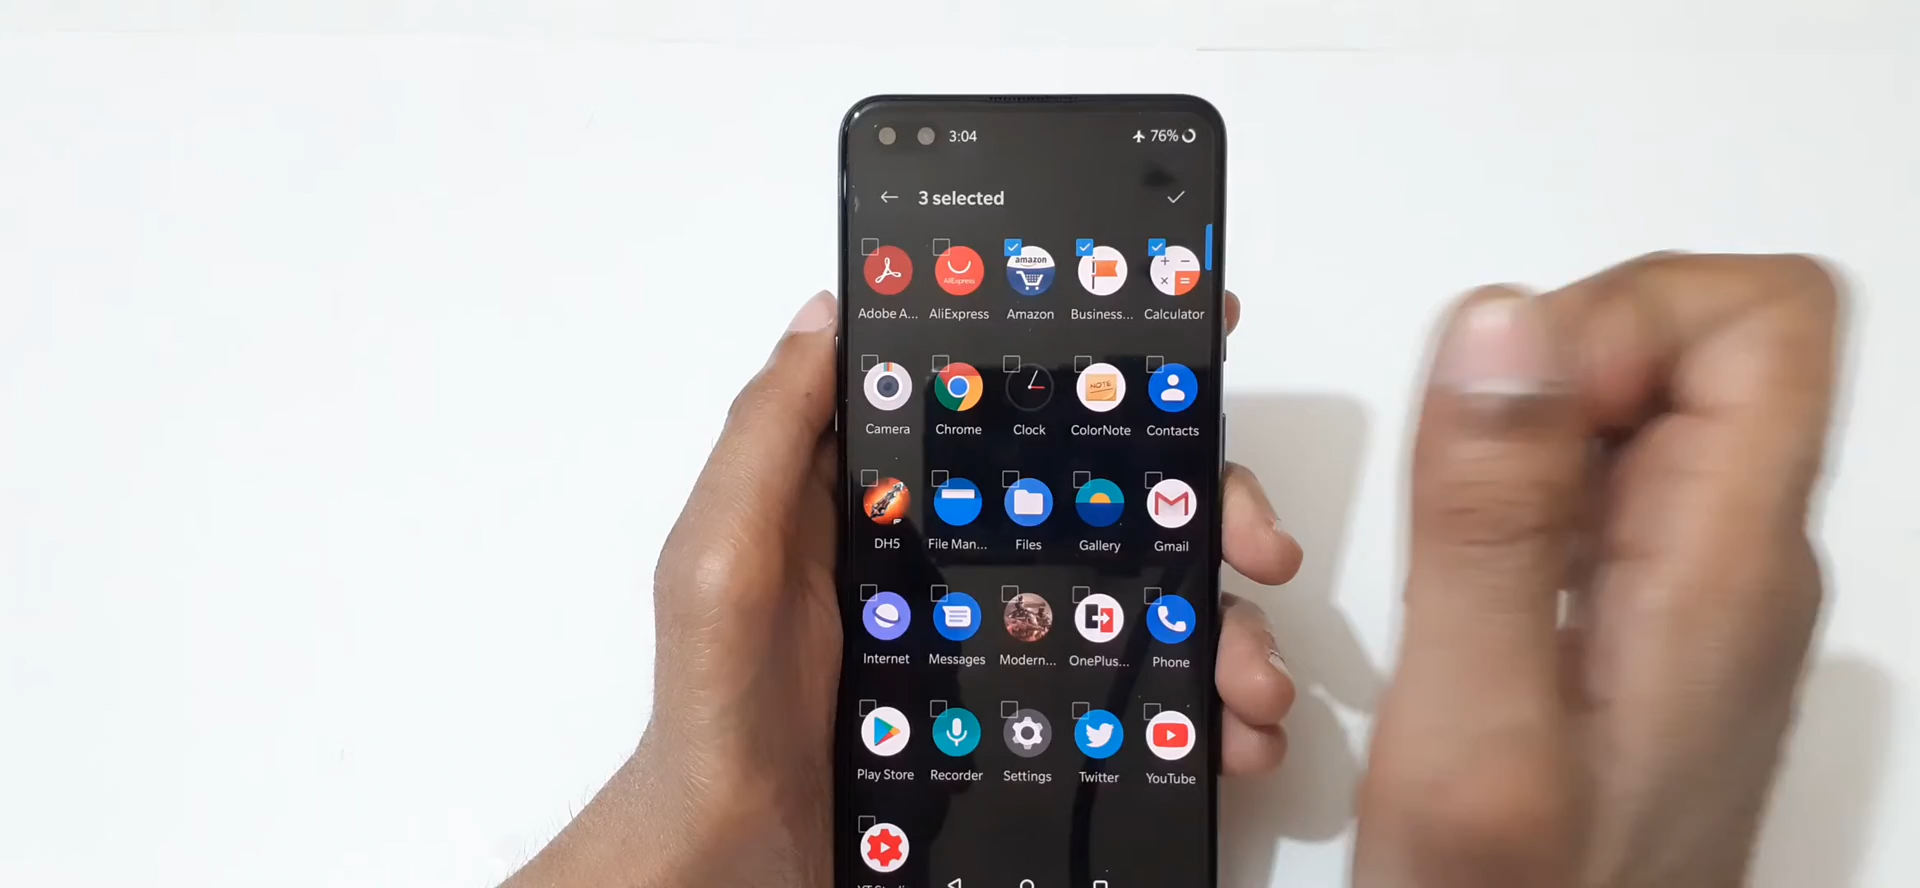 3:04 76%
3 selected
amazon
AliExpress
Adobe A... AliExpress Amazon Business... Calculator
NOTE
Camera Chrome Clock ColorNote Contacts
DH5 File Man... Files Gallery Gmail
Internet Messages Modern... OnePlus... Phone
Play Store Recorder Settings Twitter YouTube